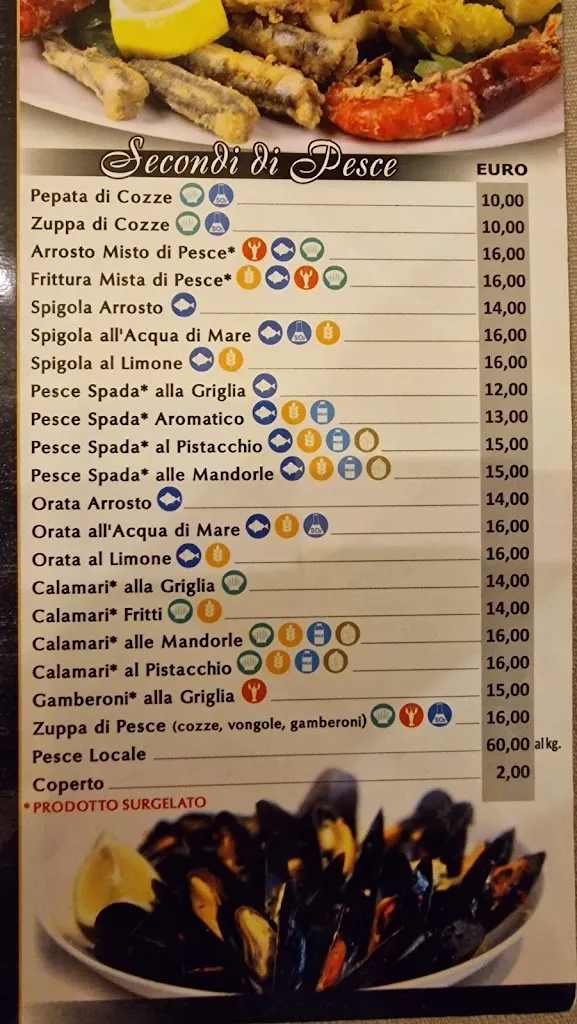 Secondi di Pesce EURO
Pepata di Cozze SO₂ 10,00
Zuppa di Cozze SO₂ 10,00
Arrosto Misto di Pesce* 16,00
Frittura Mista di Pesce* 16,00
Spigola Arrosto 14,00
Spigola all'Acqua di Mare SO₂ 16,00
Spigola al Limone 16,00
Pesce Spada* alla Griglia 12,00
Pesce Spada* Aromatico 13,00
Pesce Spada* al Pistacchio 15,00
Pesce Spada* alle Mandorle 15,00
Orata Arrosto 14,00
Orata all'Acqua di Mare SO₂ 16,00
Orata al Limone 16,00
Calamari* alla Griglia 14,00
Calamari* Fritti 14,00
Calamari* alle Mandorle 16,00
Calamari* al Pistacchio 16,00
Gamberoni* alla Griglia 15,00
Zuppa di Pesce (cozze, vongole, gamberoni) SO₂ 16,00
Pesce Locale 60,00 al kg.
Coperto 2,00
*PRODOTTO SURGELATO